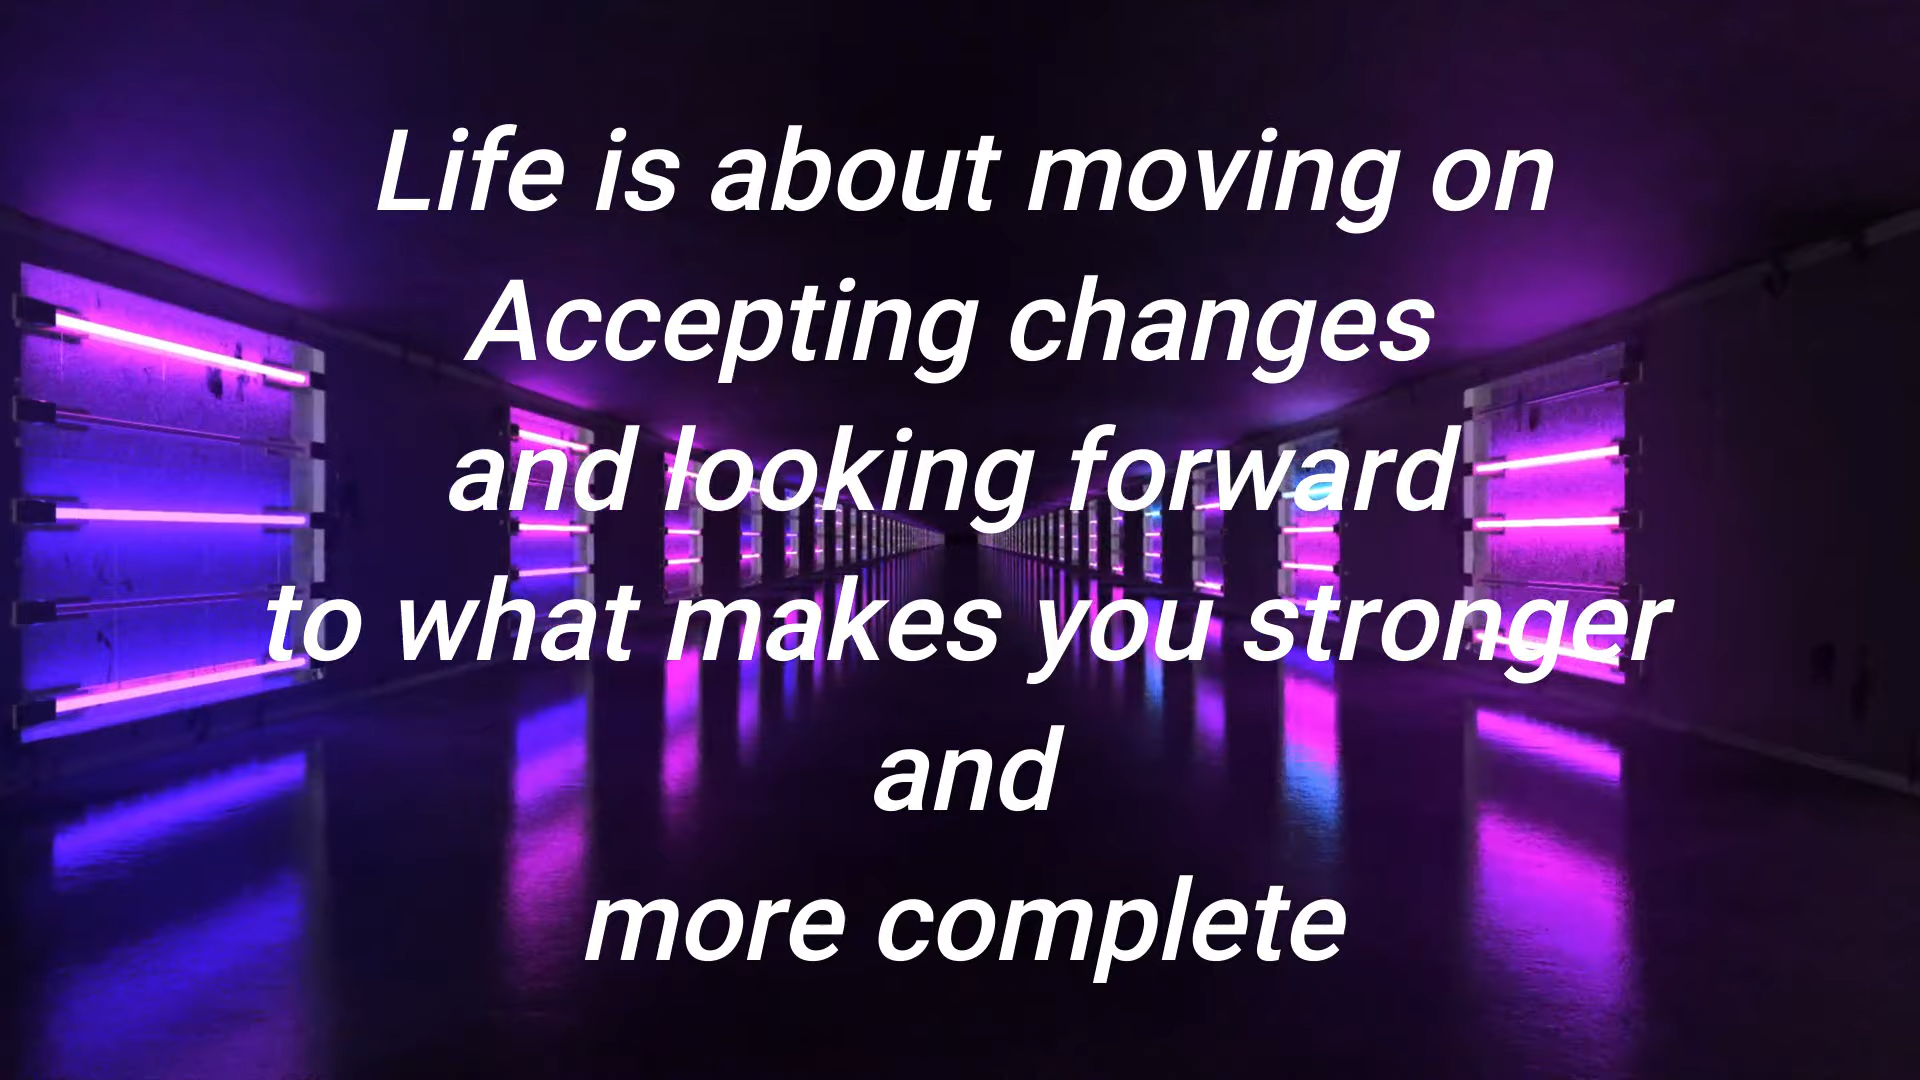 Life is about moving on
Accepting changes
and looking forward
to what makes you stronger
and
more complete